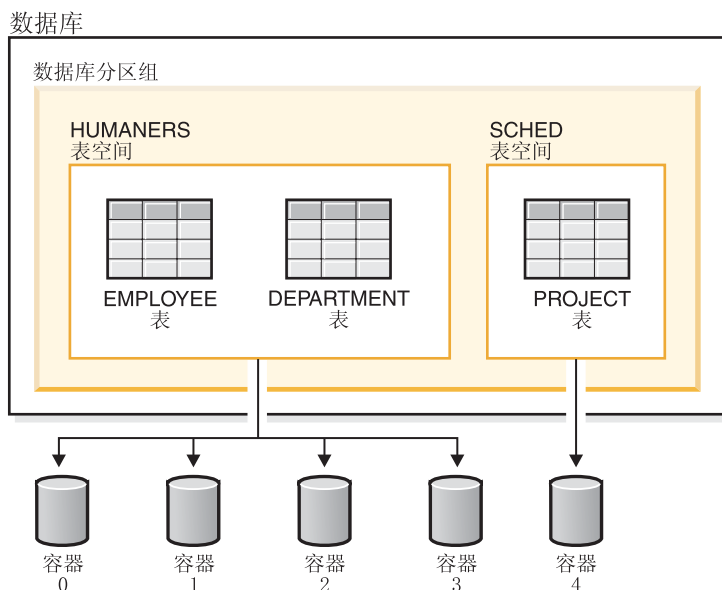 数据库
数据库分区组
HUMANERS
表空间
SCHED
表空间
EMPLOYEE
表
DEPARTMENT
表
PROJECT
表
容器
0
容器
1
容器
2
容器
3
容器
4